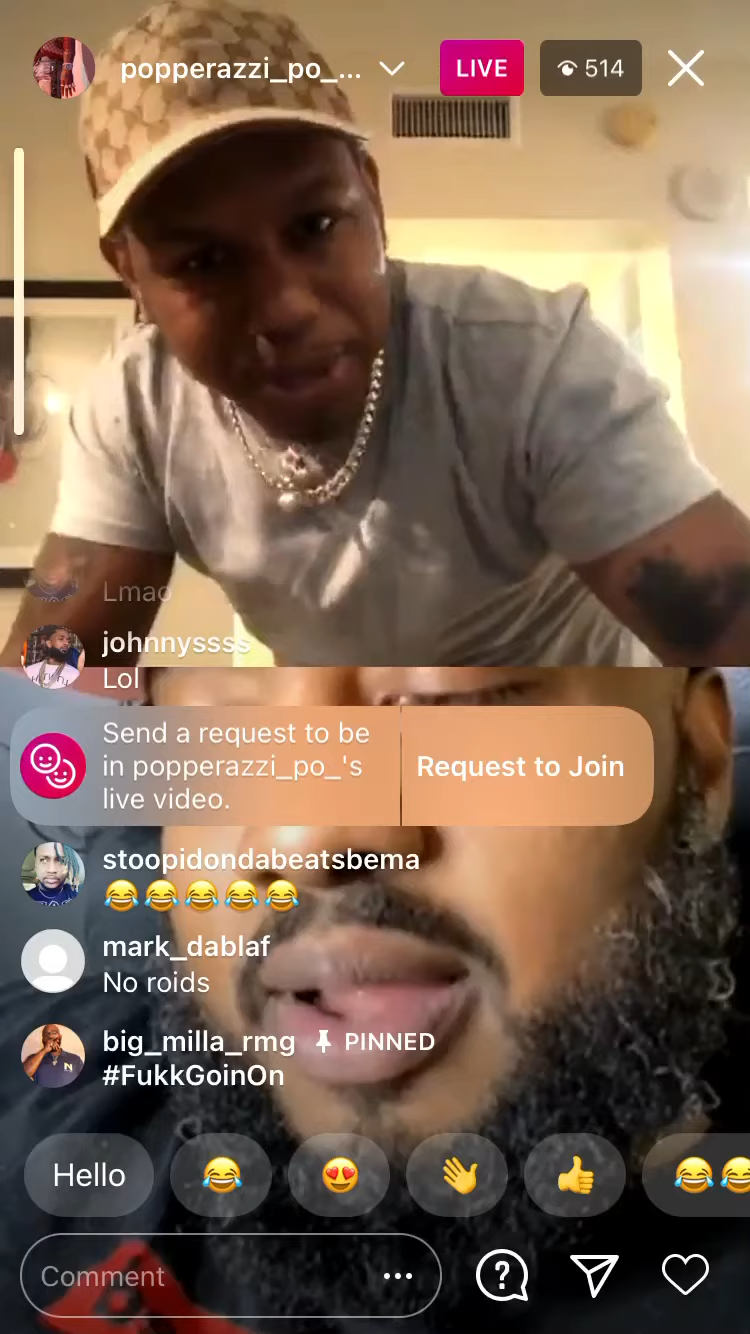 popperazzi_po_...
LIVE
514
Lmao
johnnyssss
Lol
Send a request to be
in popperazzi_po_'s
live video.
Request to Join
stoopidondabeatsbema
😂😂😂😂😂
mark_dablaf
No roids
big_milla_rmg PINNED
#FukkGoinOn
Hello 😂 😍 👋 👍 😂😂
Comment